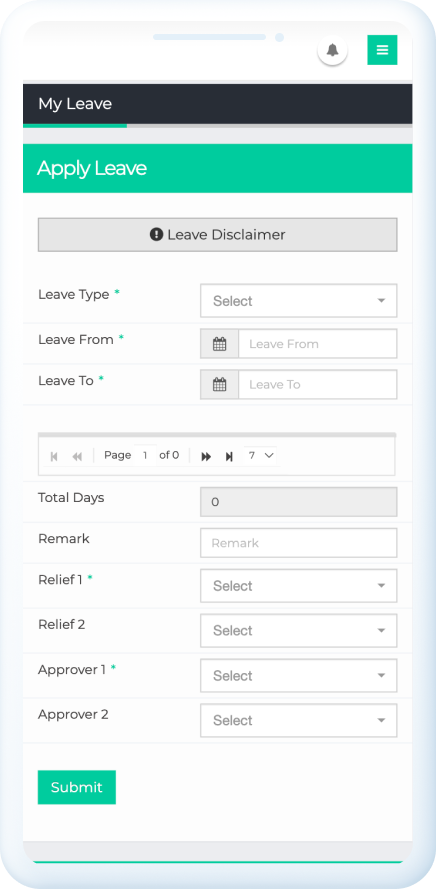 My Leave
Apply Leave
Leave Disclaimer
Leave Type * Select
Leave From * Leave From
Leave To * Leave To
Page 1 of 0 7
Total Days 0
Remark Remark
Relief 1 * Select
Relief 2 Select
Approver 1 * Select
Approver 2 Select
Submit